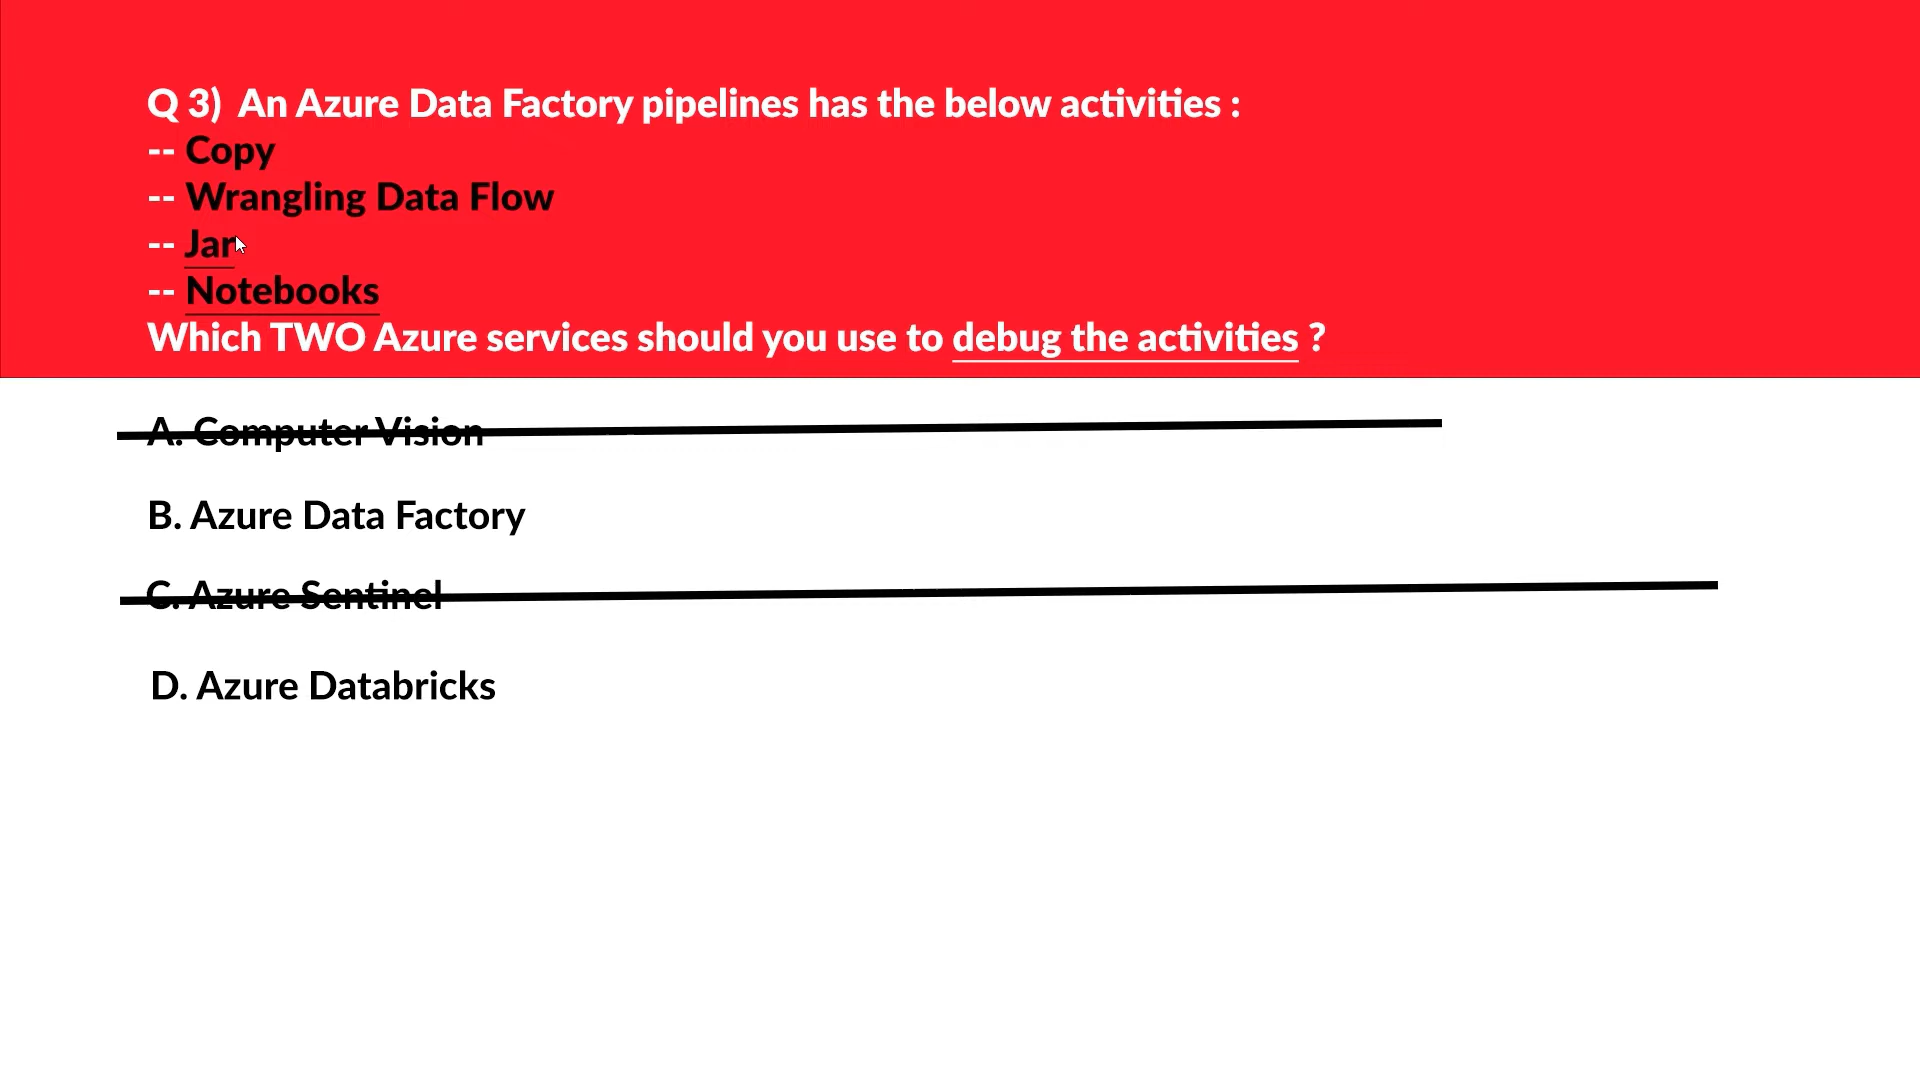 Q 3) An Azure Data Factory pipelines has the below activities :
-- Copy
-- Wrangling Data Flow
-- Jar
-- Notebooks
Which TWO Azure services should you use to debug the activities ?
A. Computer Vision
B. Azure Data Factory
C. Azure Sentinel
D. Azure Databricks